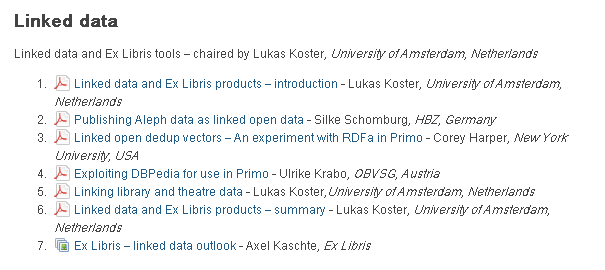 Linked data
Linked data and Ex Libris tools – chaired by Lukas Koster, University of Amsterdam, Netherlands
1. Linked data and Ex Libris products – introduction - Lukas Koster, University of Amsterdam,
Netherlands
2. Publishing Aleph data as linked open data - Silke Schomburg, HBZ, Germany
3. Linked open dedup vectors – An experiment with RDFa in Primo - Corey Harper, New York
University, USA
4. Exploiting DBPedia for use in Primo - Ulrike Krabo, OBVSG, Austria
5. Linking library and theatre data - Lukas Koster,University of Amsterdam, Netherlands
6. Linked data and Ex Libris products – summary - Lukas Koster, University of Amsterdam,
Netherlands
7. Ex Libris – linked data outlook - Axel Kaschte, Ex Libris